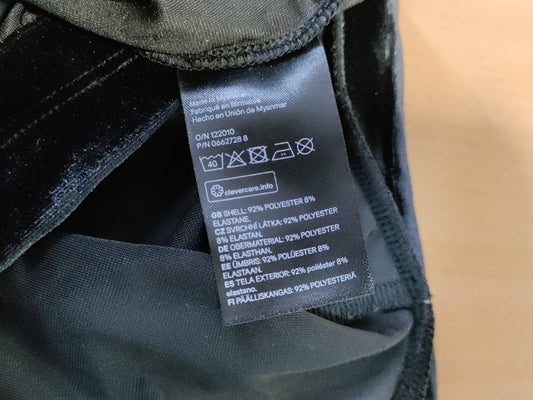 Made in Myanmar
Fabriqué en Birmanie
Hecho en Unión de Myanmar
O/N 122010
P/N 0662728 8
40
clevercare.info
GB SHELL: 92% POLYESTER 8%
ELASTANE.
CZ SVRCHNÍ LÁTKA: 92% POLYESTER
8% ELASTAN.
DE OBERMATERIAL: 92% POLYESTER
8% ELASTHAN.
EE ÜMBRIS: 92% POLÜESTER 8%
ELASTAAN.
ES TELA EXTERIOR: 92% poliéster 8%
elastano.
FI PÄÄLLISKANGAS: 92% POLYESTERIÄ